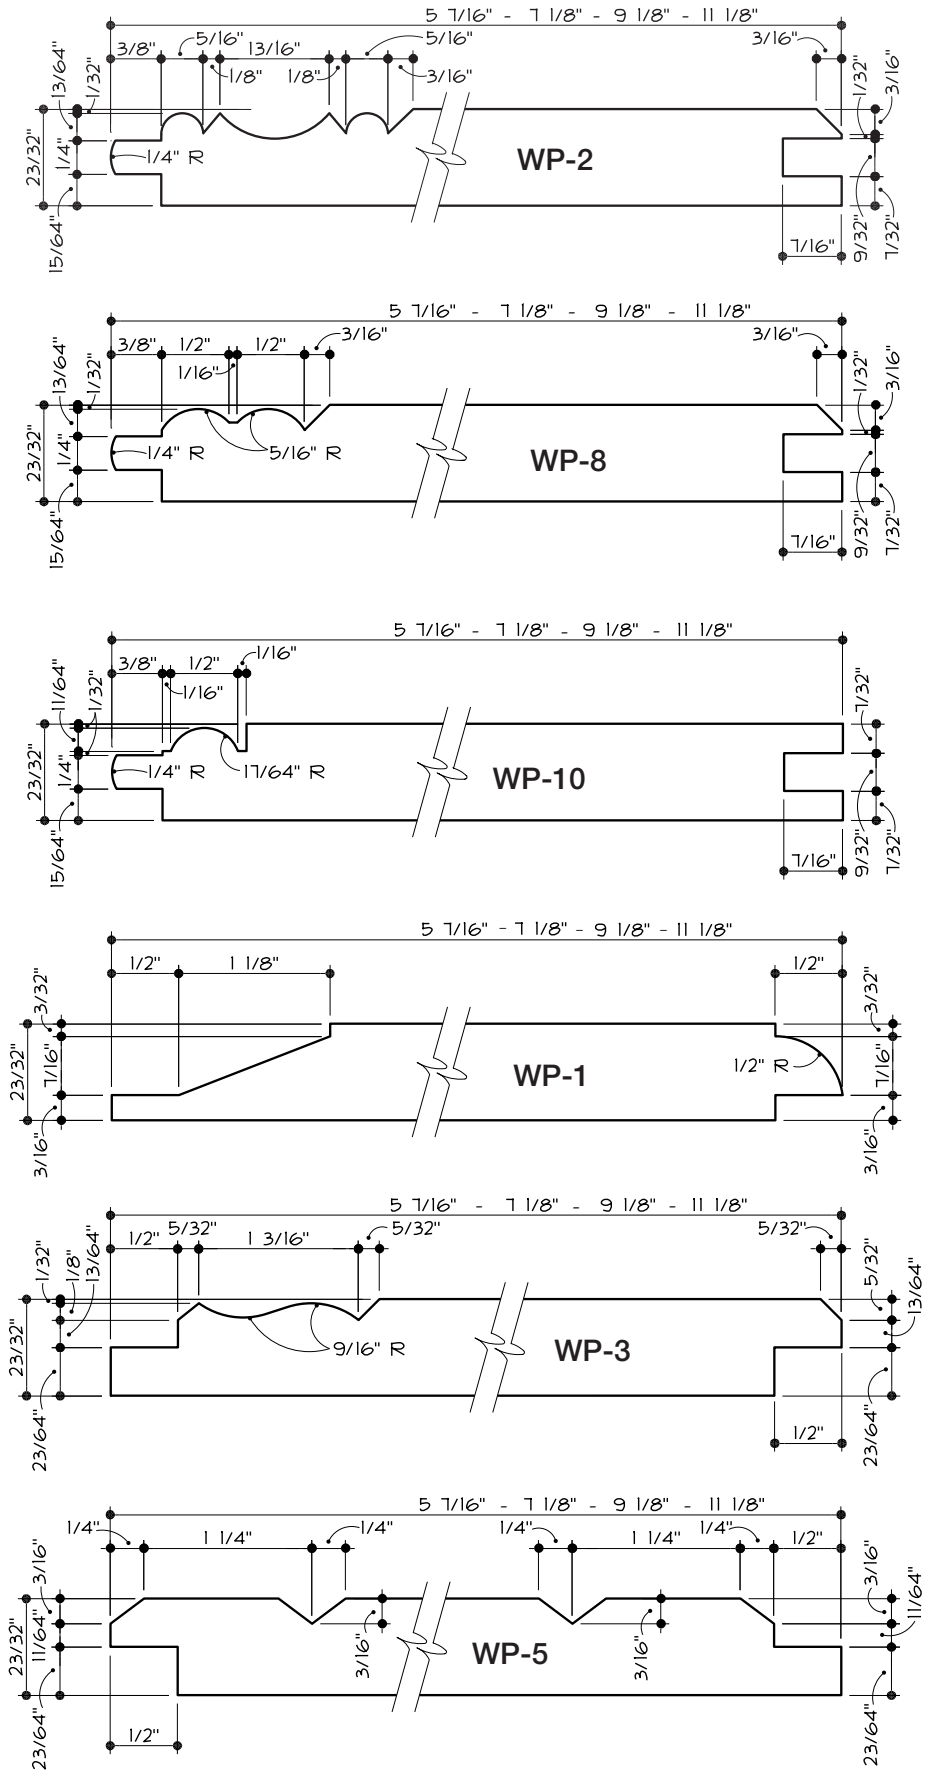 5 7/16" - 7 1/8" - 9 1/8" - 11 1/8"
5/16" 5/16"
3/8" 13/16" 3/16"
1/8" 1/8" 3/16"
13/64" 1/32" 1/32" 3/16"
23/32" 1/4" 1/4" R WP-2
15/64" 7/16" 9/32" 7/32"
5 7/16" - 7 1/8" - 9 1/8" - 11 1/8"
3/8" 1/2" 1/2" 3/16" 3/16"
1/16"
13/64" 1/32" 1/32" 3/16"
23/32" 1/4" 1/4" R 5/16" R WP-8
15/64" 7/16" 9/32" 7/32"
5 7/16" - 7 1/8" - 9 1/8" - 11 1/8"
3/8" 1/2" 1/16"
1/16"
11/64" 1/32" 7/32"
23/32" 1/4" 1/4" R 17/64" R WP-10
15/64" 7/16" 9/32" 7/32"
5 7/16" - 7 1/8" - 9 1/8" - 11 1/8"
1/2" 1 1/8" 1/2"
3/32" 3/32"
23/32" 7/16" WP-1 1/2" R 7/16"
3/16" 3/16"
5 7/16" - 7 1/8" - 9 1/8" - 11 1/8"
1/2" 5/32" 1 3/16" 5/32" 5/32"
1/32" 1/8" 13/64" 5/32" 13/64"
23/32" 9/16" R WP-3
23/64" 1/2" 23/64"
5 7/16" - 7 1/8" - 9 1/8" - 11 1/8"
1/4" 1 1/4" 1/4" 1/4" 1 1/4" 1/4" 1/2"
3/16" 3/16" 11/64"
23/32" 11/64" 3/16" WP-5 3/16"
23/64" 1/2" 23/64"